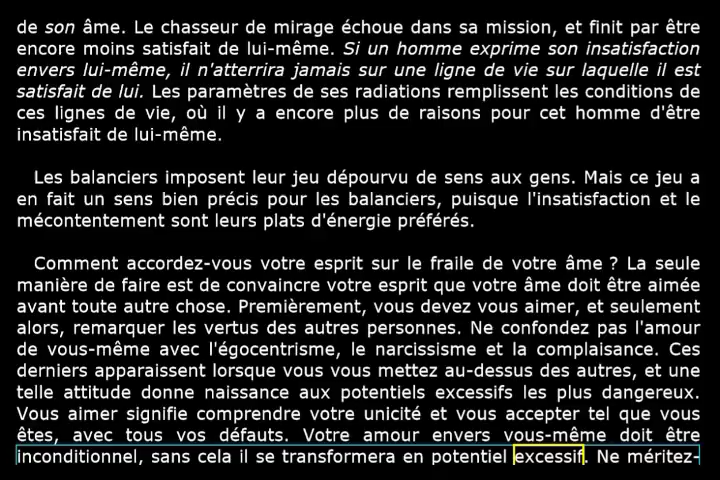 de son âme. Le chasseur de mirage échoue dans sa mission, et finit par être
encore moins satisfait de lui-même. Si un homme exprime son insatisfaction
envers lui-même, il n'atterrira jamais sur une ligne de vie sur laquelle il est
satisfait de lui. Les paramètres de ses radiations remplissent les conditions de
ces lignes de vie, où il y a encore plus de raisons pour cet homme d'être
insatisfait de lui-même.
Les balanciers imposent leur jeu dépourvu de sens aux gens. Mais ce jeu a
en fait un sens bien précis pour les balanciers, puisque l'insatisfaction et le
mécontentement sont leurs plats d'énergie préférés.
Comment accordez-vous votre esprit sur le fraile de votre âme ? La seule
manière de faire est de convaincre votre esprit que votre âme doit être aimée
avant toute autre chose. Premièrement, vous devez vous aimer, et seulement
alors, remarquer les vertus des autres personnes. Ne confondez pas l'amour
de vous-même avec l'égocentrisme, le narcissisme et la complaisance. Ces
derniers apparaissent lorsque vous vous mettez au-dessus des autres, et une
telle attitude donne naissance aux potentiels excessifs les plus dangereux.
Vous aimer signifie comprendre votre unicité et vous accepter tel que vous
êtes, avec tous vos défauts. Votre amour envers vous-même doit être
inconditionnel, sans cela il se transformera en potentiel excessif. Ne méritez-